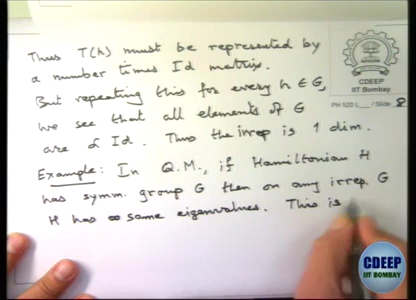 Thus T(h) must be represented by
a number times Id matrix.
But repeating this for every h ∈ G,
we see that all elements of G
are ∝ Id. Thus the irrep is 1 dim.
Example: In Q.M., if Hamiltonian H
has symm. group G then on any irrep. G
H has ∞ same eigenvalues. This is
CDEEP
IIT Bombay
PH 520 L / Slide 8
CDEEP
IIT BOMBAY